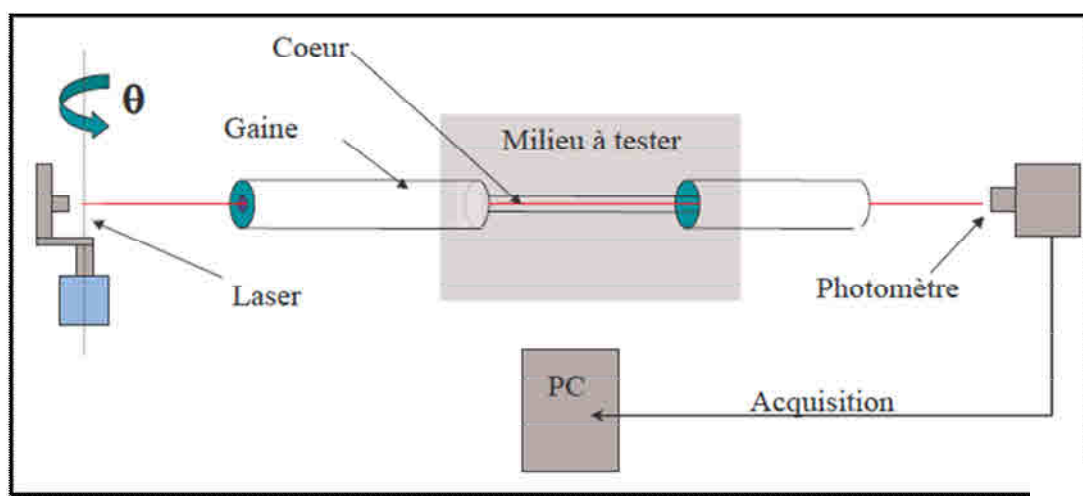 Coeur
θ
Gaine
Milieu à tester
Laser
Photomètre
PC
Acquisition